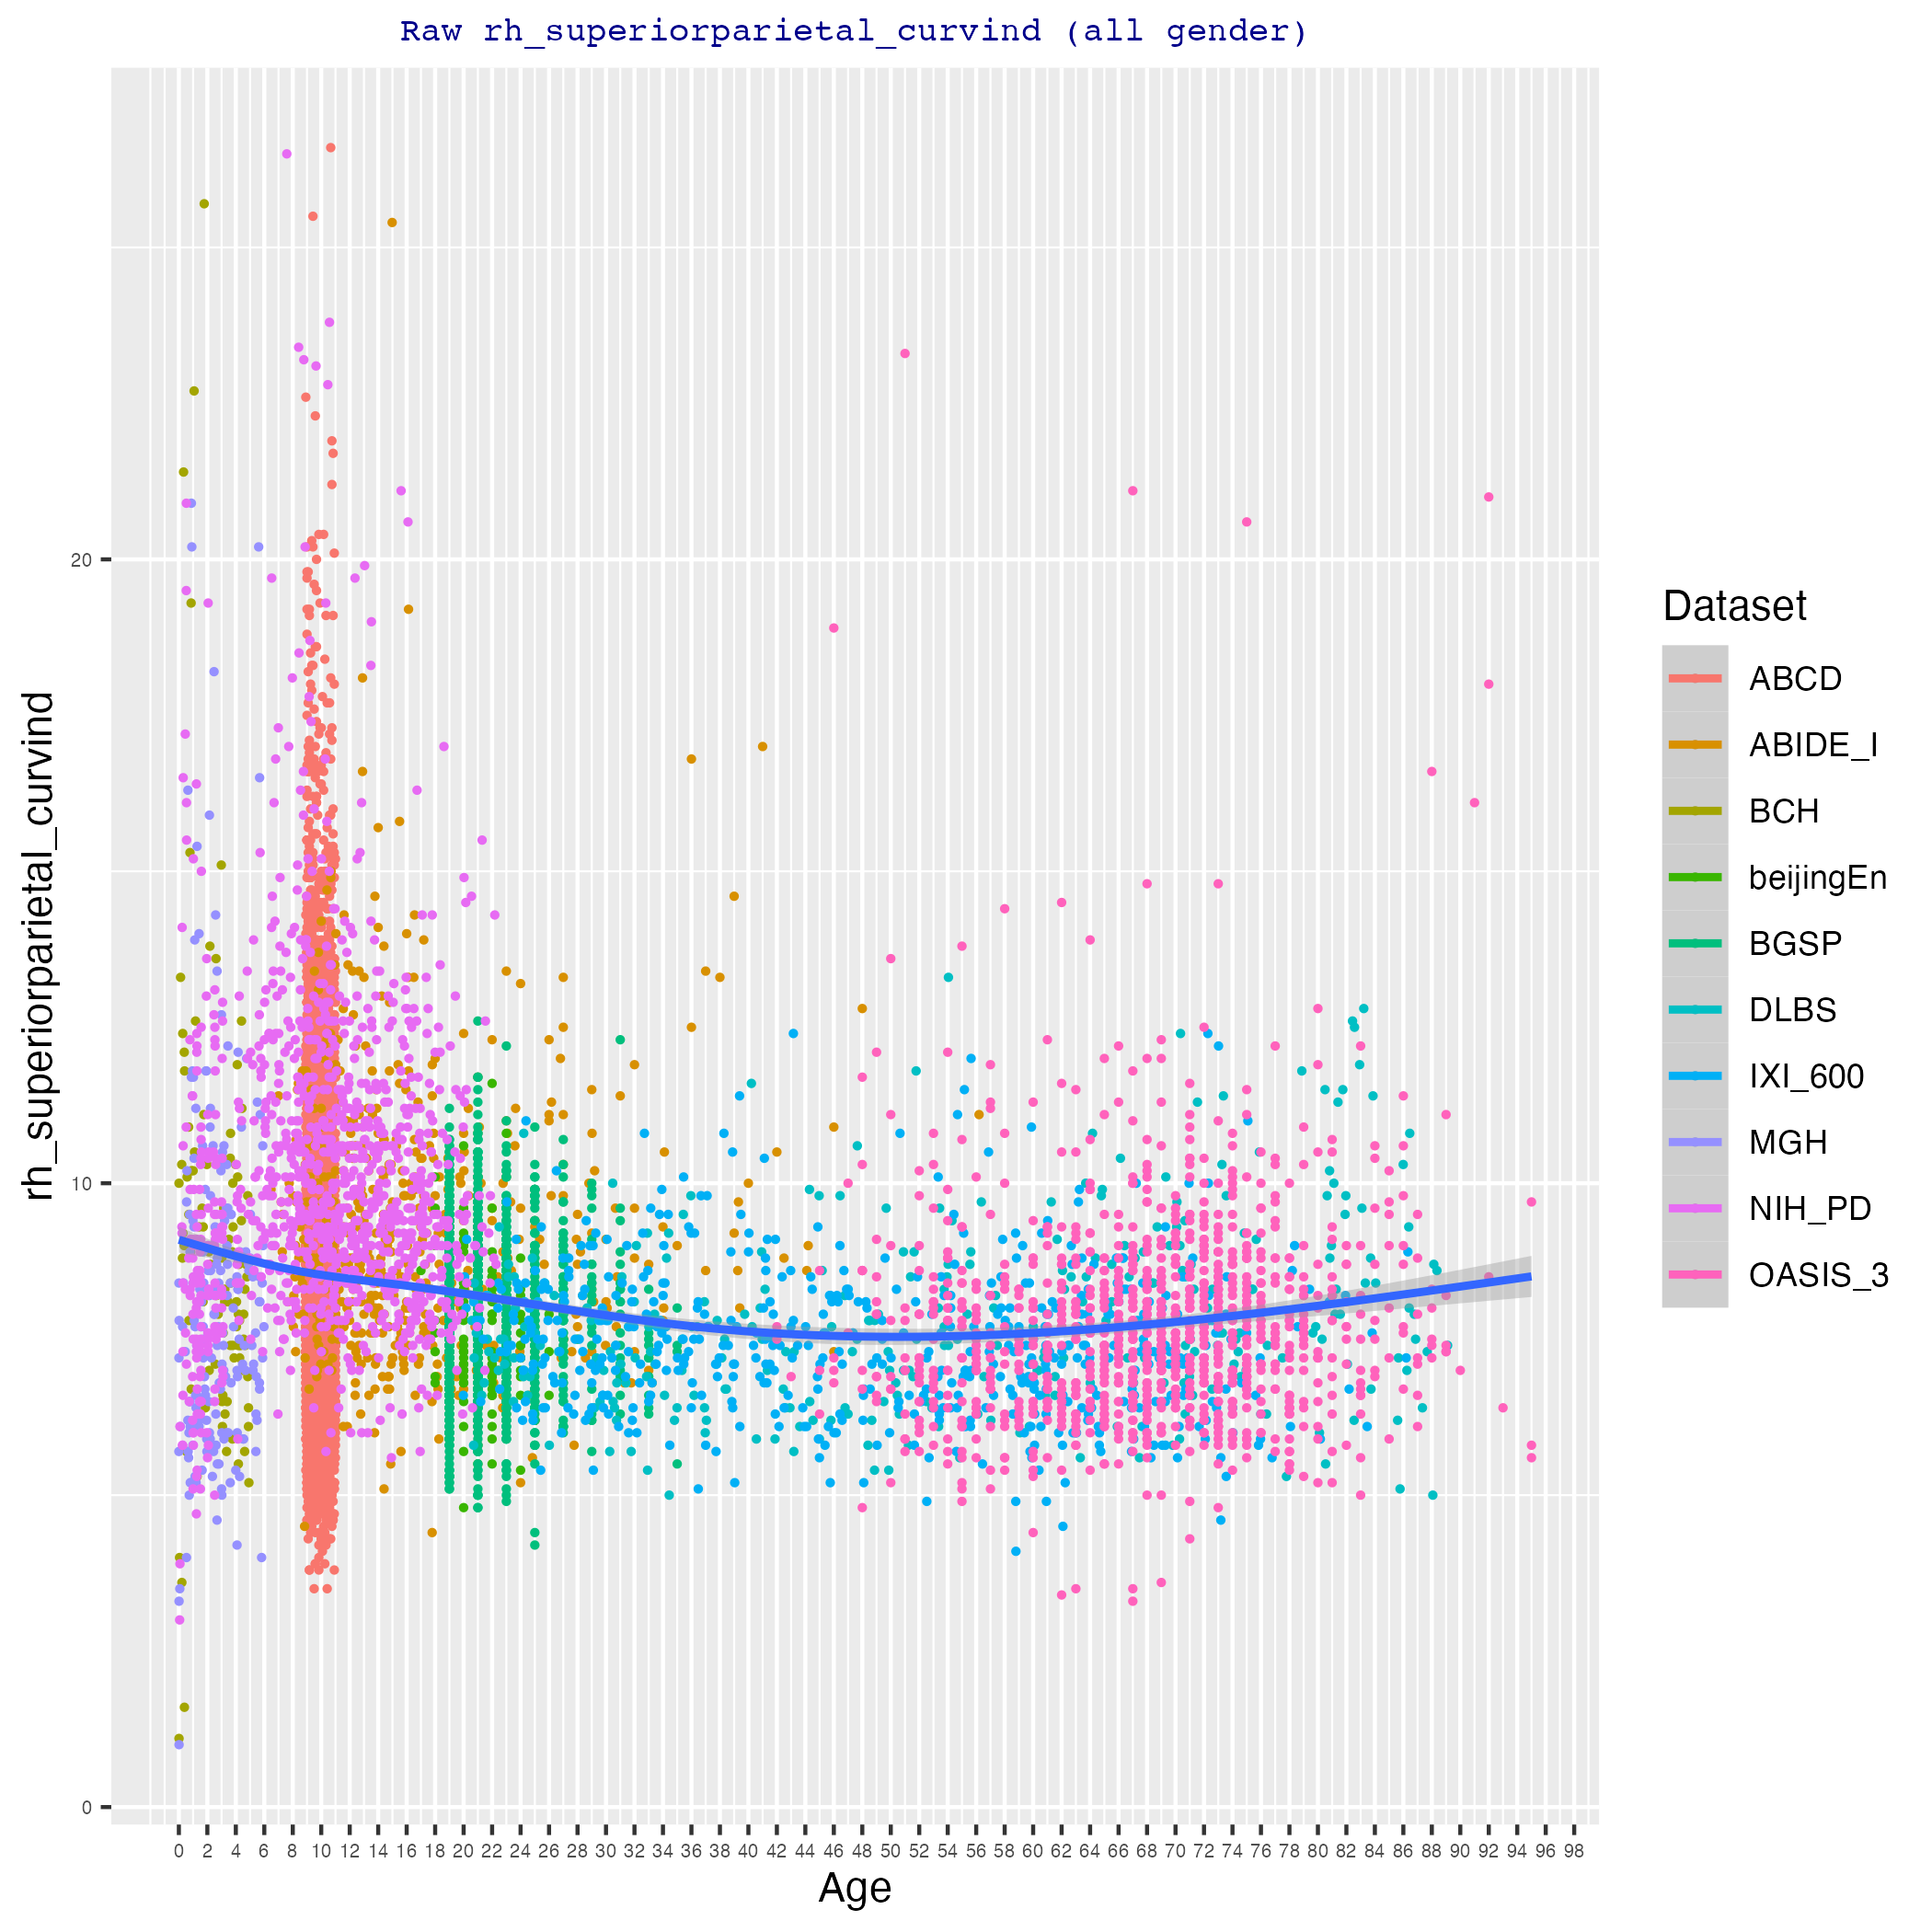 Raw rh_superiorparietal_curvind (all gender)
rh_superiorparietal_curvind
20
10
0
0 2 4 6 8 10 12 14 16 18 20 22 24 26 28 30 32 34 36 38 40 42 44 46 48 50 52 54 56 58 60 62 64 66 68 70 72 74 76 78 80 82 84 86 88 90 92 94 96 98
Age
Dataset
ABCD
ABIDE_I
BCH
beijingEn
BGSP
DLBS
IXI_600
MGH
NIH_PD
OASIS_3